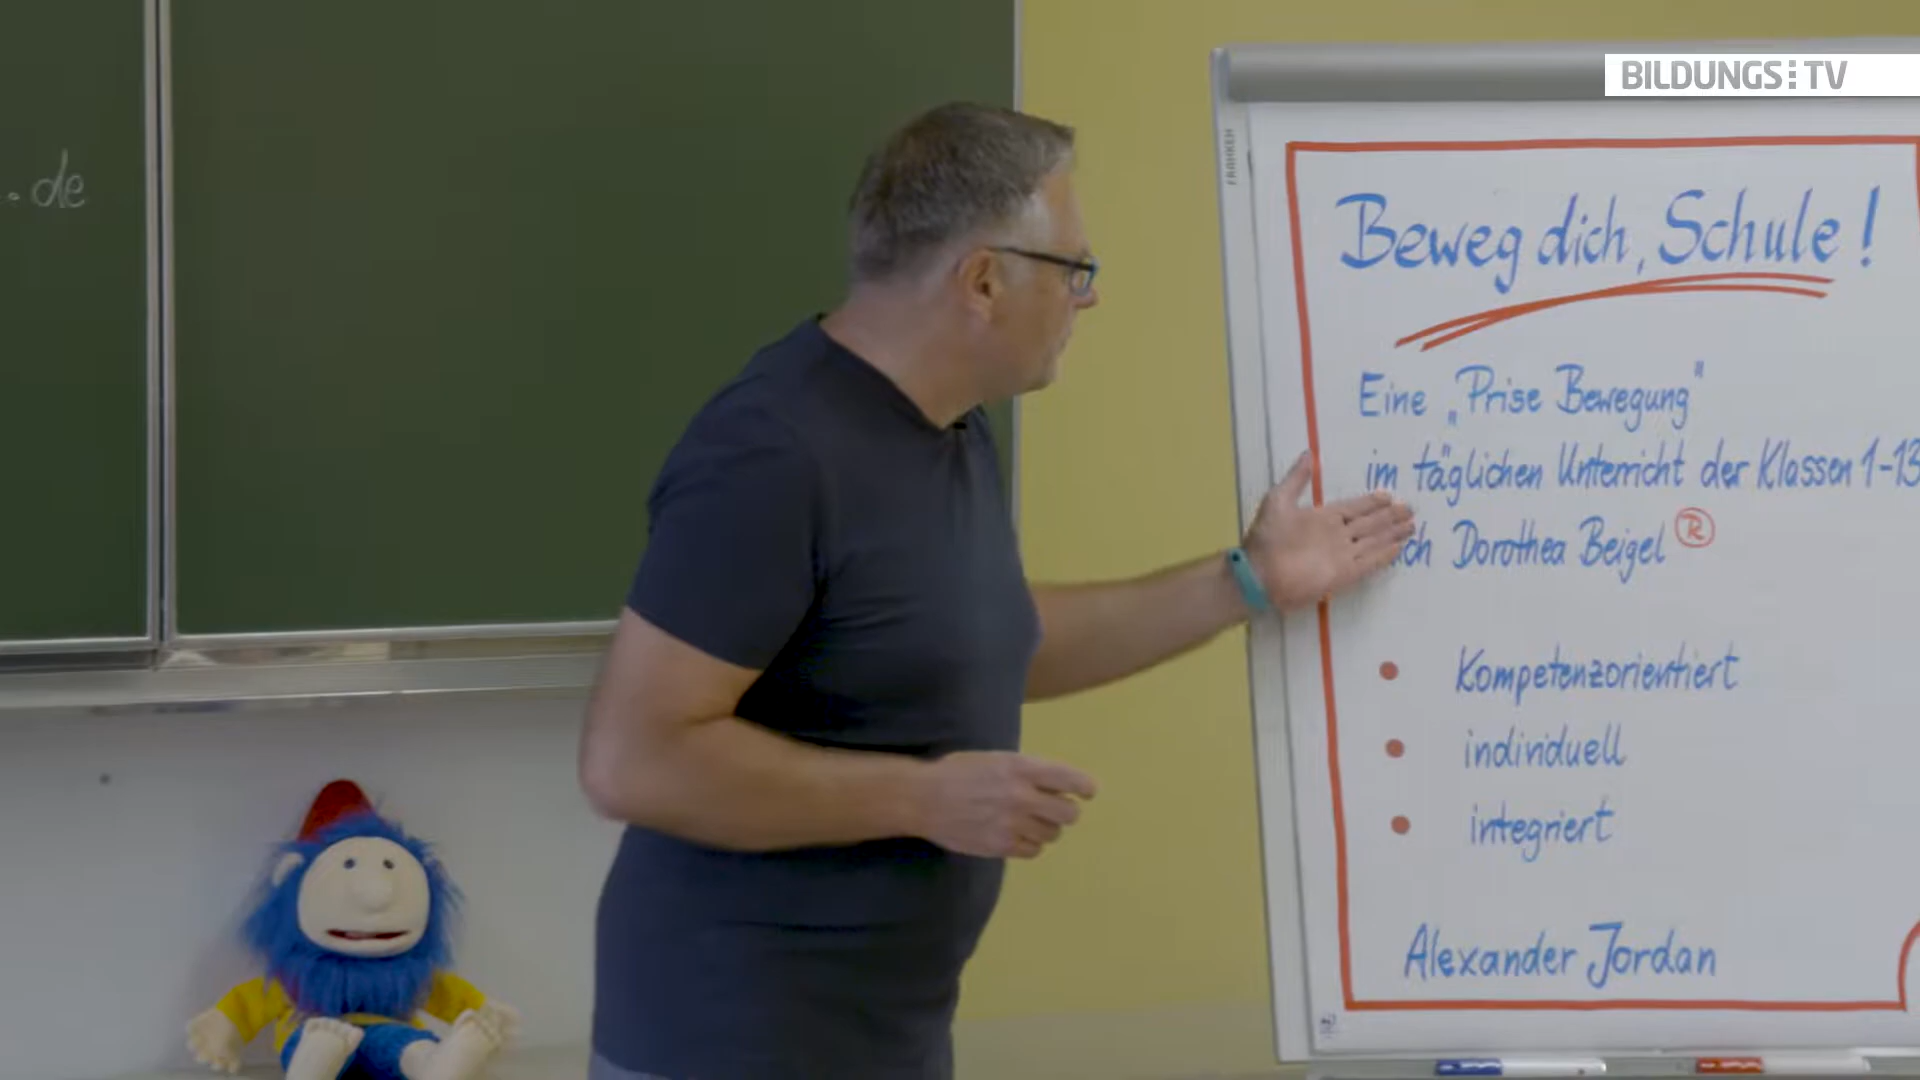 BILDUNGS:TV
.de
FRANKEN
Beweg dich, Schule!
Eine „Prise Bewegung"
im täglichen Unterricht der Klassen 1-13
Dorothea Beigel ®
• Kompetenzorientiert
• individuell
• integriert
Alexander Jordan